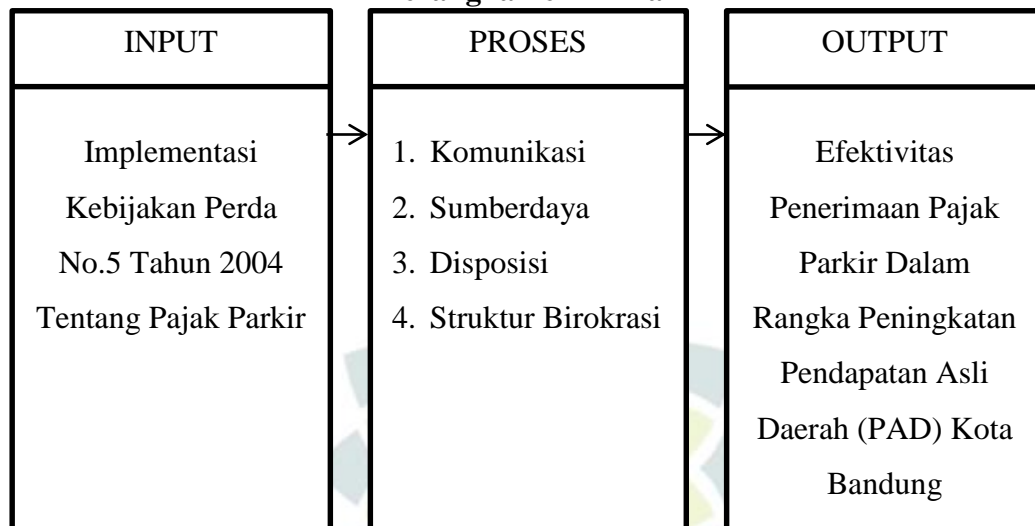 INPUT
Implementasi
Kebijakan Perda
No.5 Tahun 2004
Tentang Pajak Parkir
PROSES
1. Komunikasi
2. Sumberdaya
3. Disposisi
4. Struktur Birokrasi
OUTPUT
Efektivitas
Penerimaan Pajak
Parkir Dalam
Rangka Peningkatan
Pendapatan Asli
Daerah (PAD) Kota
Bandung